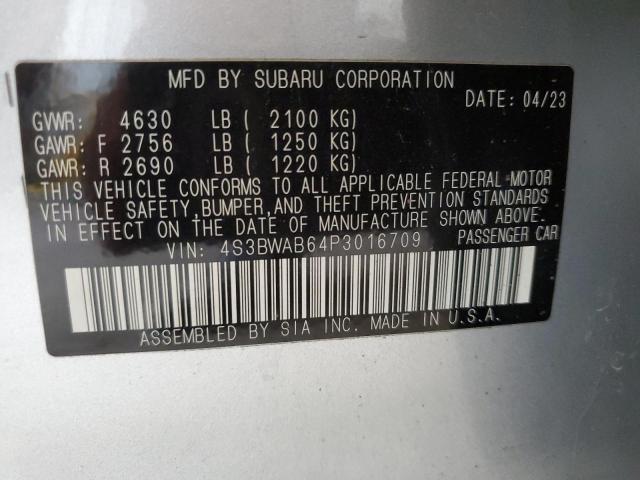 MFD BY SUBARU CORPORATION
DATE: 04/23
GVWR: 4630 LB ( 2100 KG)
GAWR: F 2756 LB ( 1250 KG)
GAWR: R 2690 LB ( 1220 KG)
THIS VEHICLE CONFORMS TO ALL APPLICABLE FEDERAL MOTOR
VEHICLE SAFETY,BUMPER,AND THEFT PREVENTION STANDARDS
IN EFFECT ON THE DATE OF MANUFACTURE SHOWN ABOVE.
VIN: 4S3BWAB64P3016709 PASSENGER CAR
ASSEMBLED BY SIA INC. MADE IN U.S.A.